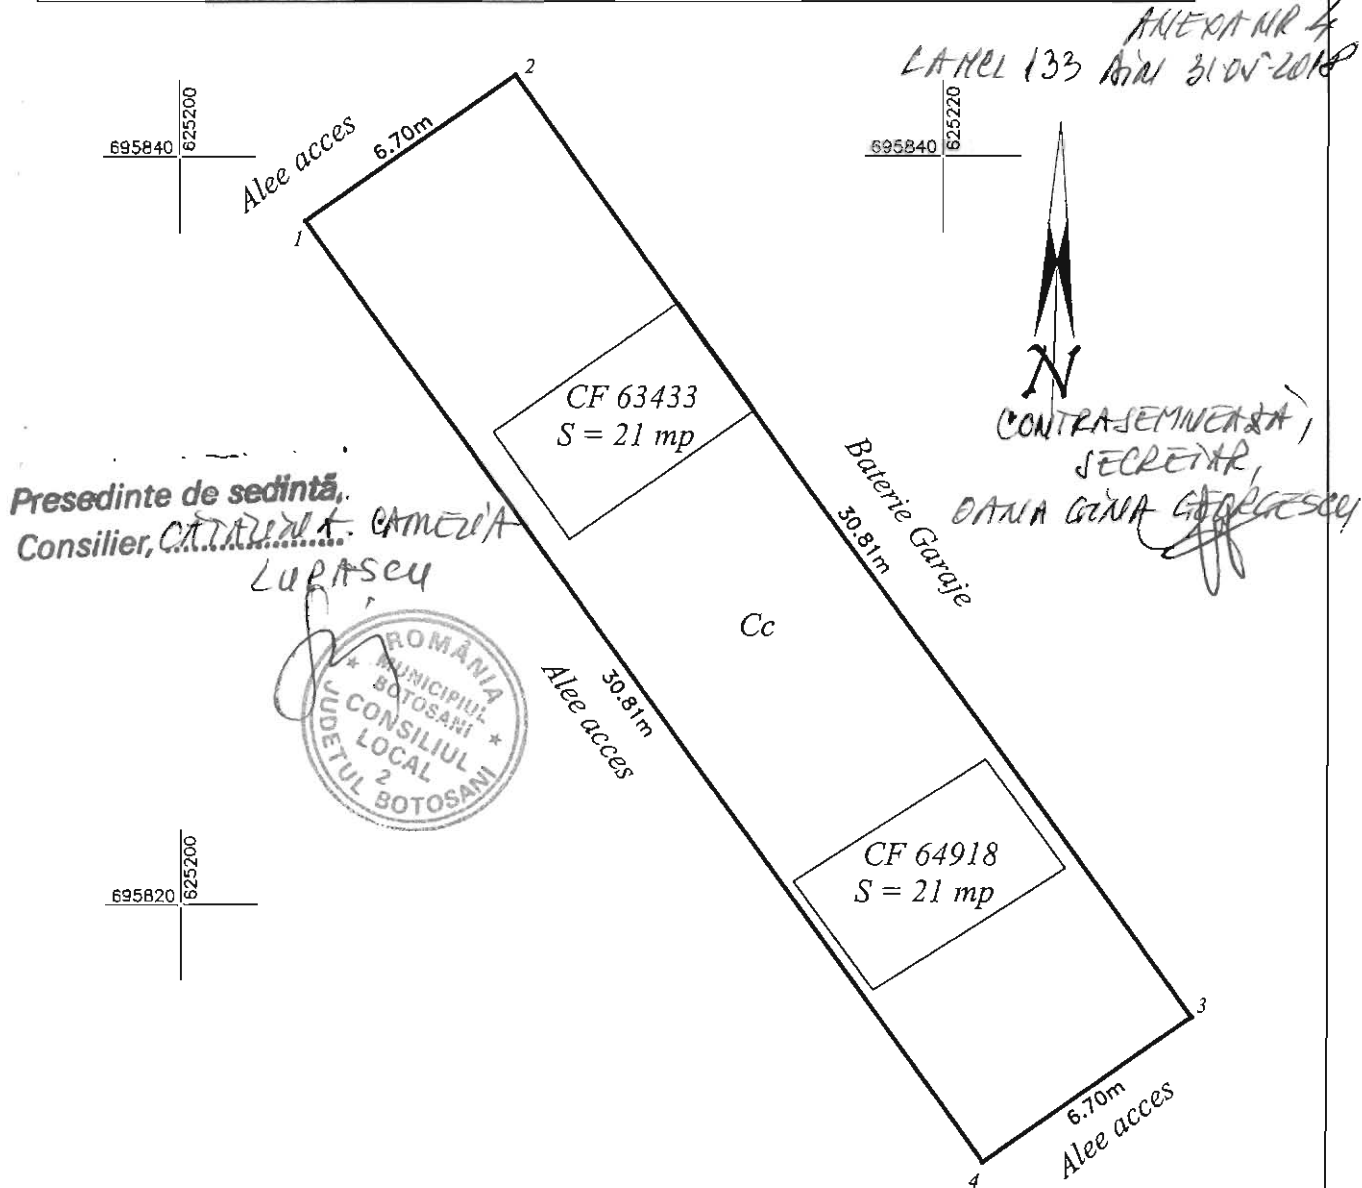 ANEXA NR 4
LA HCL 133 din 31.05.2018
2
625200
695840
Alee acces
6.70m
625220
695840
1
N
CF 63433
S = 21 mp
CONTRASEMNEAZĂ,
SECRETAR,
OANA GINA GEORGESCU
Presedinte de sedintă,
Consilier, CĂTĂLINA CAMELIA
LUPAȘCU
Baterie Garaje
30.81m
Cc
ROMÂNIA
MUNICIPIUL
BOTOSANI
CONSILIUL
LOCAL
2
JUDETUL BOTOSANI
30.81m
Alee acces
625200
695820
CF 64918
S = 21 mp
3
6.70m
Alee acces
4